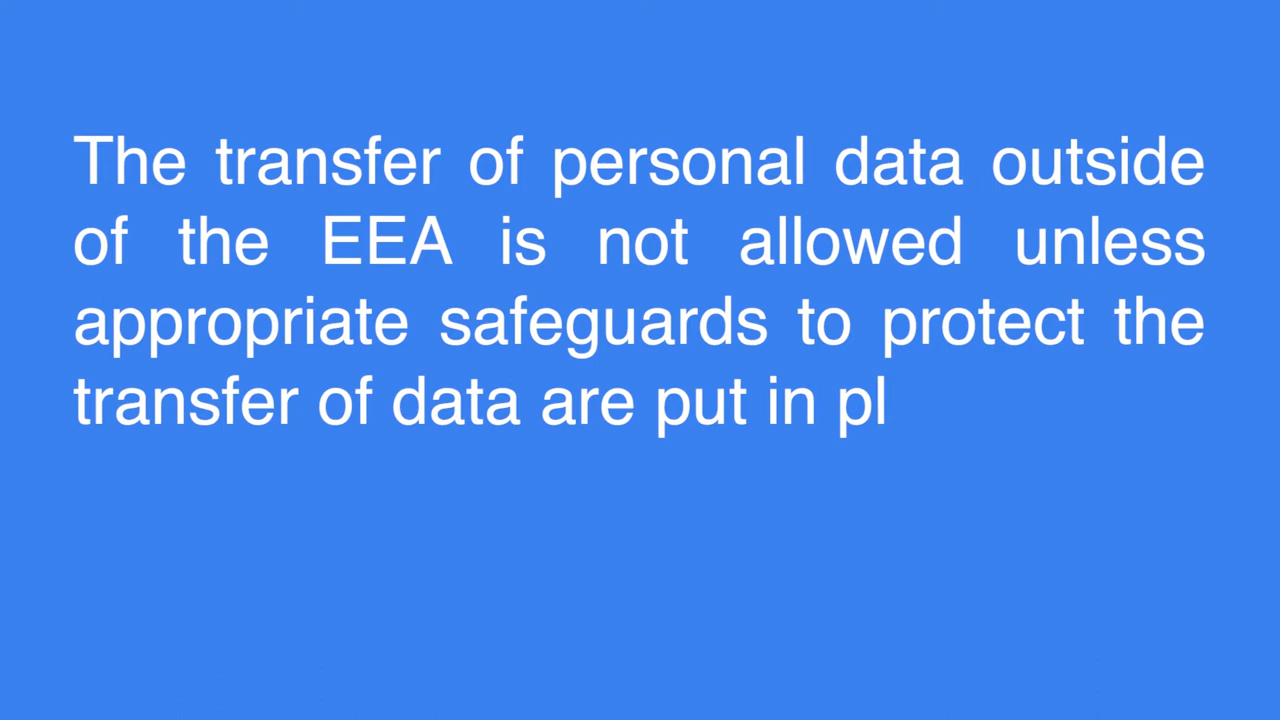 The transfer of personal data outside
of the EEA is not allowed unless
appropriate safeguards to protect the
transfer of data are put in pl